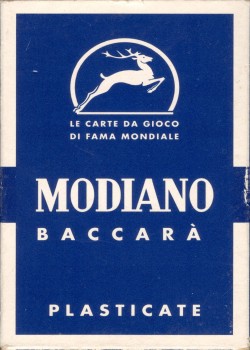 LE CARTE DA GIOCO
DI FAMA MONDIALE
MODIANO
BACCARÀ
PLASTICATE